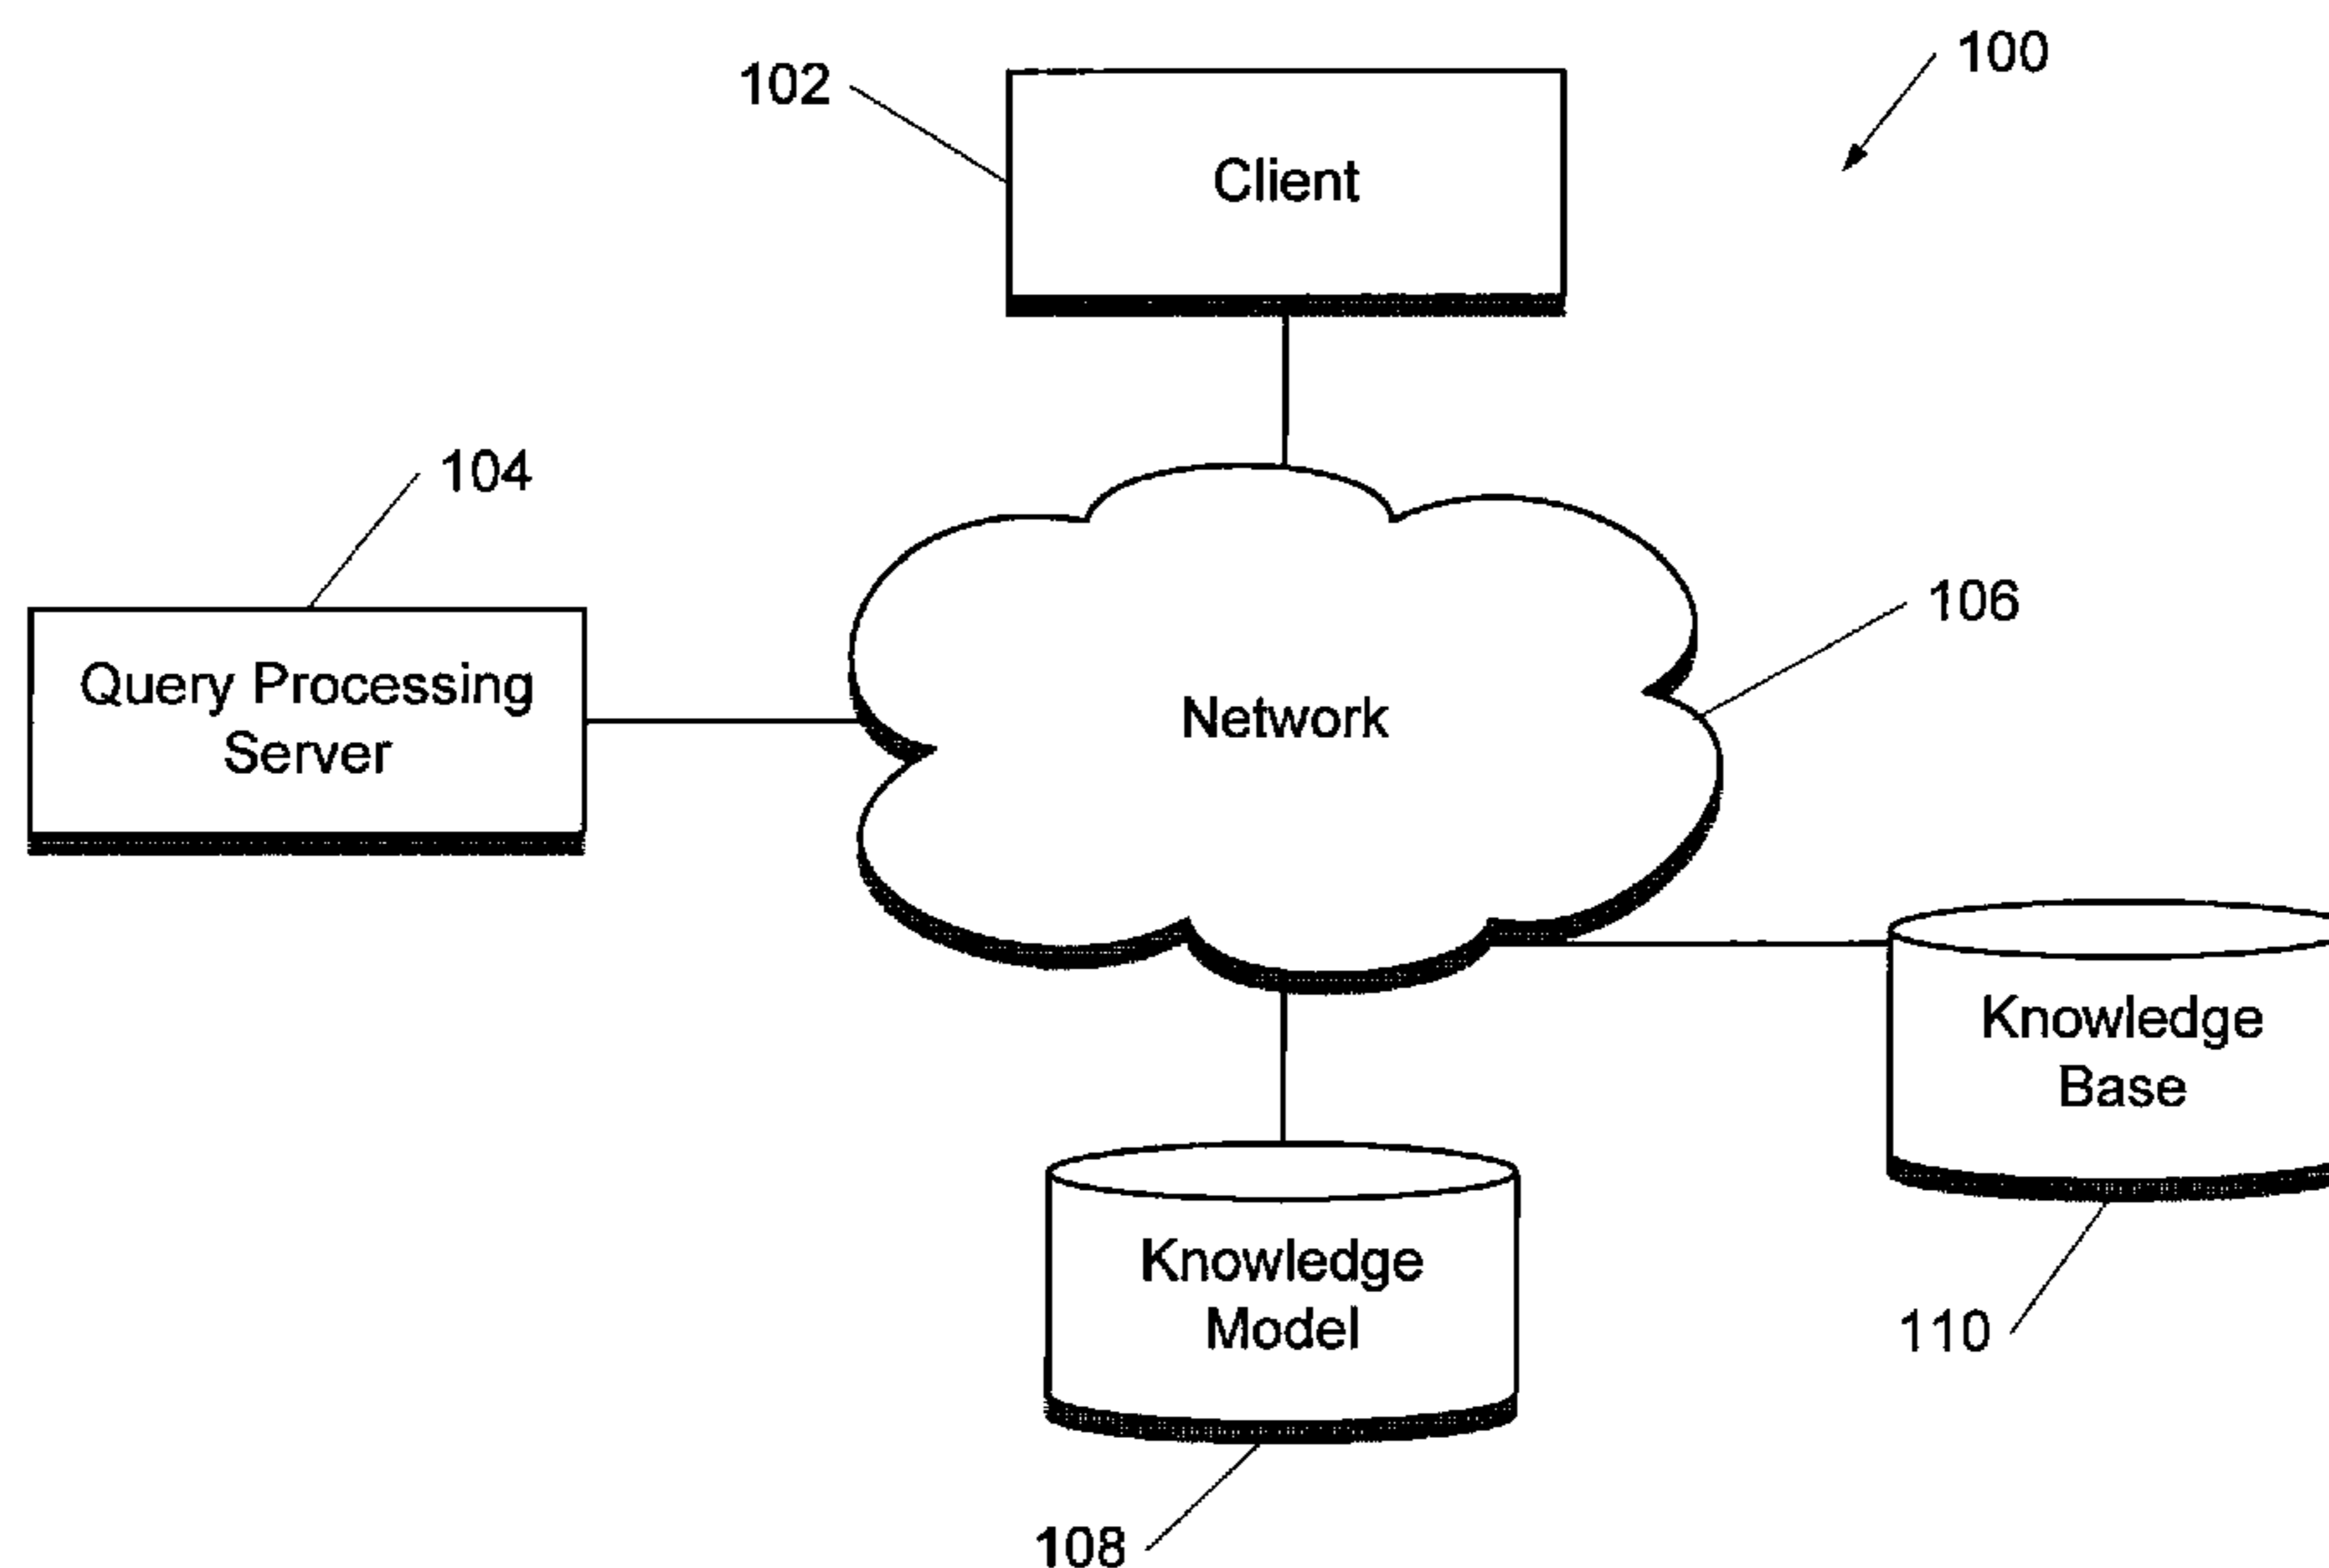 100
102
Client
104
Query Processing
Server
106
Network
Knowledge
Base
Knowledge
Model
110
108